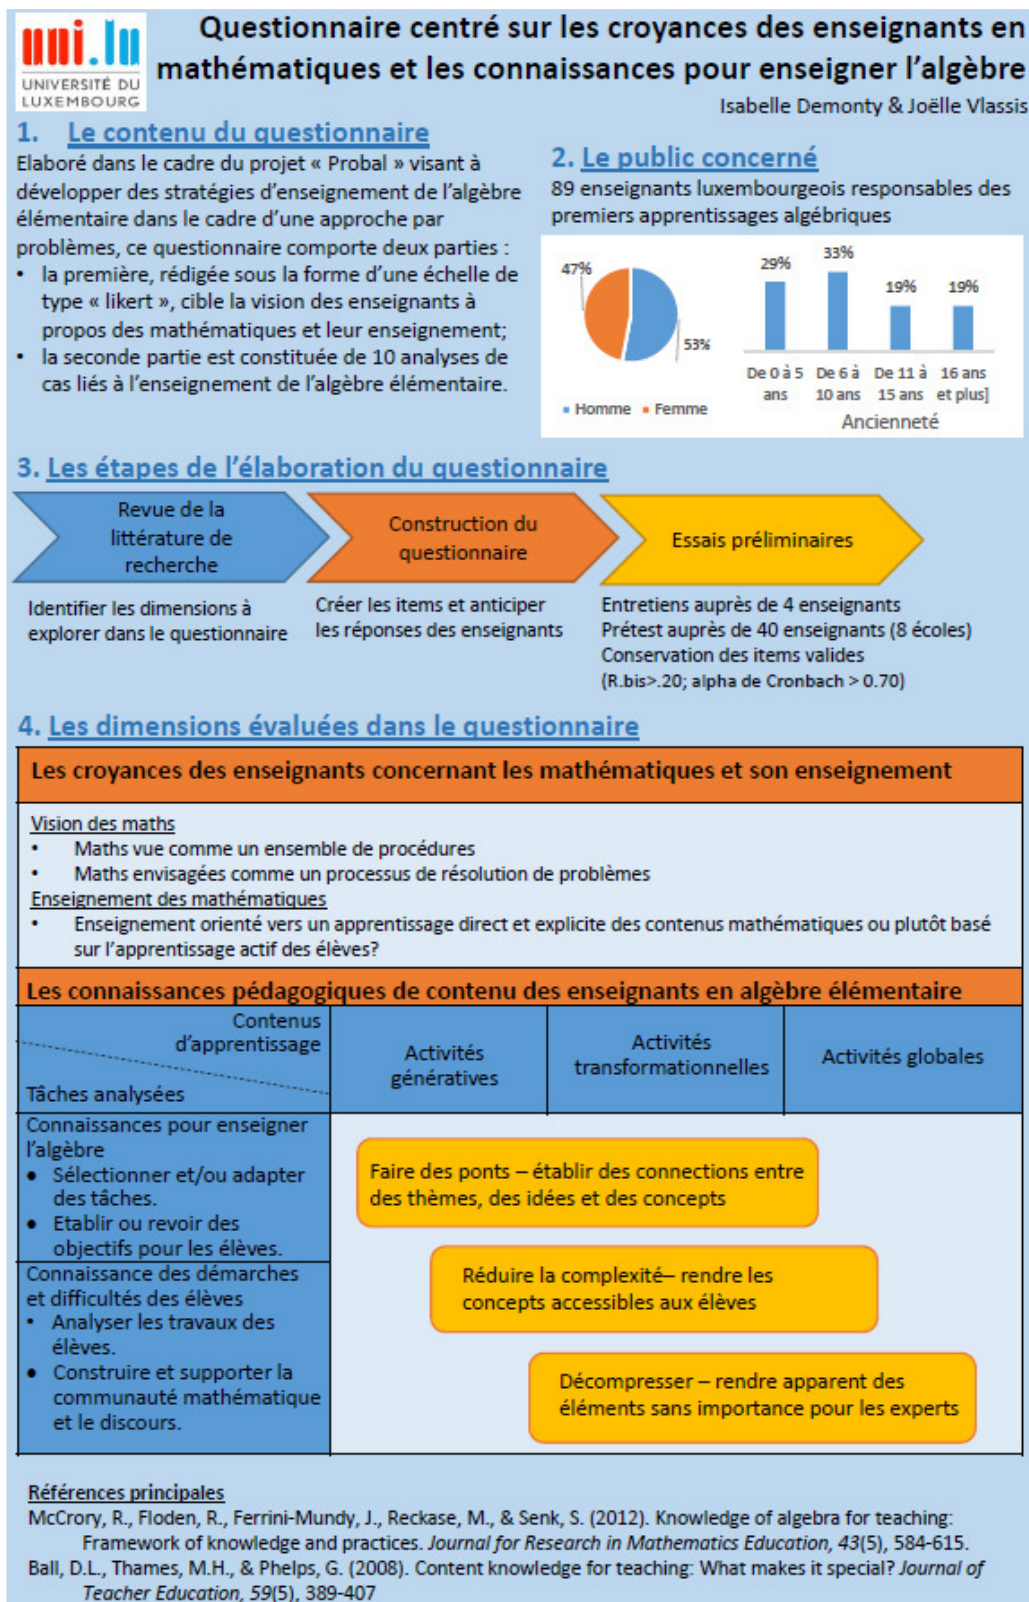 uni.lu
UNIVERSITÉ DU
LUXEMBOURG
Questionnaire centré sur les croyances des enseignants en
mathématiques et les connaissances pour enseigner l'algèbre
Isabelle Demonty & Joëlle Vlassis
1. Le contenu du questionnaire
Elaboré dans le cadre du projet « Probal » visant à
développer des stratégies d'enseignement de l'algèbre
élémentaire dans le cadre d'une approche par
problèmes, ce questionnaire comporte deux parties :
• la première, rédigée sous la forme d'une échelle de
type « likert », cible la vision des enseignants à
propos des mathématiques et leur enseignement;
• la seconde partie est constituée de 10 analyses de
cas liés à l'enseignement de l'algèbre élémentaire.
2. Le public concerné
89 enseignants luxembourgeois responsables des
premiers apprentissages algébriques
47%
53%
Homme Femme
29%
33%
19%
19%
De 0 à 5 De 6 à De 11 à 16 ans
ans 10 ans 15 ans et plus]
Ancienneté
3. Les étapes de l'élaboration du questionnaire
Revue de la
littérature de
recherche
Construction du
questionnaire
Essais préliminaires
Identifier les dimensions à
explorer dans le questionnaire
Créer les items et anticiper
les réponses des enseignants
Entretiens auprès de 4 enseignants
Prétest auprès de 40 enseignants (8 écoles)
Conservation des items valides
(R.bis>.20; alpha de Cronbach > 0.70)
4. Les dimensions évaluées dans le questionnaire
Les croyances des enseignants concernant les mathématiques et son enseignement
Vision des maths
• Maths vue comme un ensemble de procédures
• Maths envisagées comme un processus de résolution de problèmes
Enseignement des mathématiques
• Enseignement orienté vers un apprentissage direct et explicite des contenus mathématiques ou plutôt basé
sur l'apprentissage actif des élèves?
Les connaissances pédagogiques de contenu des enseignants en algèbre élémentaire
Contenus
d'apprentissage
Tâches analysées
Activités
génératives
Activités
transformationnelles
Activités globales
Connaissances pour enseigner
l'algèbre
• Sélectionner et/ou adapter
des tâches.
• Etablir ou revoir des
objectifs pour les élèves.
Connaissance des démarches
et difficultés des élèves
• Analyser les travaux des
élèves.
• Construire et supporter la
communauté mathématique
et le discours.
Faire des ponts – établir des connections entre
des thèmes, des idées et des concepts
Réduire la complexité– rendre les
concepts accessibles aux élèves
Décompresser – rendre apparent des
éléments sans importance pour les experts
Références principales
McCrory, R., Floden, R., Ferrini-Mundy, J., Reckase, M., & Senk, S. (2012). Knowledge of algebra for teaching:
Framework of knowledge and practices. Journal for Research in Mathematics Education, 43(5), 584-615.
Ball, D.L., Thames, M.H., & Phelps, G. (2008). Content knowledge for teaching: What makes it special? Journal of
Teacher Education, 59(5), 389-407